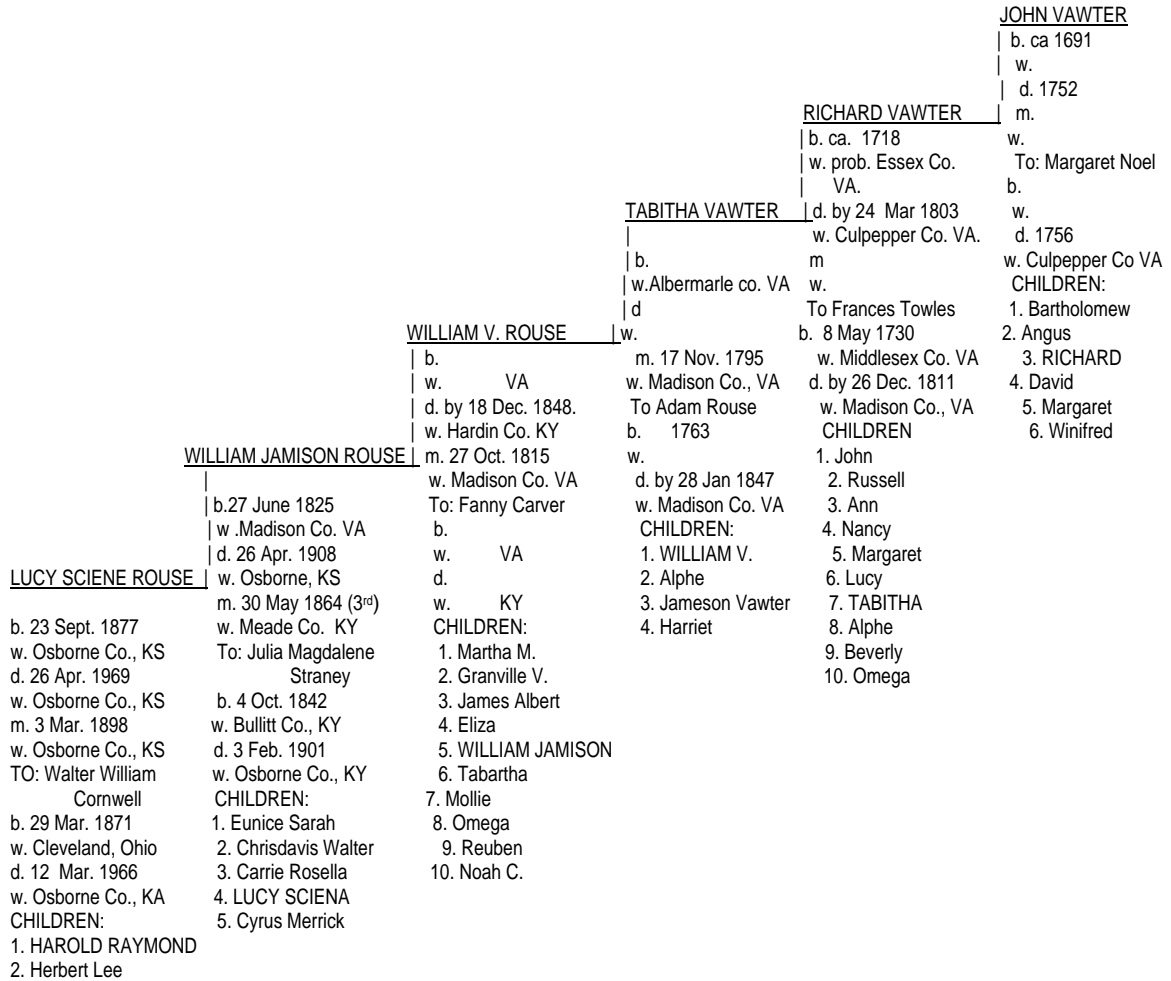 JOHN VAWTER
| b. ca 1691
| w.
| d. 1752
| m.
w.
To: Margaret Noel
b.
w.
d. 1756
w. Culpepper Co VA
CHILDREN:
1. Bartholomew
2. Angus
3. RICHARD
4. David
5. Margaret
6. Winifred
RICHARD VAWTER
| b. ca. 1718
| w. prob. Essex Co.
| VA.
| d. by 24 Mar 1803
w. Culpepper Co. VA.
m
w.
To Frances Towles
b. 8 May 1730
w. Middlesex Co. VA
d. by 26 Dec. 1811
w. Madison Co., VA
CHILDREN
1. John
2. Russell
3. Ann
4. Nancy
5. Margaret
6. Lucy
7. TABITHA
8. Alphe
9. Beverly
10. Omega
TABITHA VAWTER
|
| b.
| w.Albermarle co. VA
| d
| w.
m. 17 Nov. 1795
w. Madison Co., VA
To Adam Rouse
b. 1763
w.
d. by 28 Jan 1847
w. Madison Co. VA
CHILDREN:
1. WILLIAM V.
2. Alphe
3. Jameson Vawter
4. Harriet
WILLIAM V. ROUSE
| b.
| w. VA
| d. by 18 Dec. 1848.
| w. Hardin Co. KY
| m. 27 Oct. 1815
w. Madison Co. VA
To: Fanny Carver
b.
w. VA
d.
w. KY
CHILDREN:
1. Martha M.
2. Granville V.
3. James Albert
4. Eliza
5. WILLIAM JAMISON
6. Tabartha
7. Mollie
8. Omega
9. Reuben
10. Noah C.
WILLIAM JAMISON ROUSE
|
| b.27 June 1825
| w .Madison Co. VA
| d. 26 Apr. 1908
| w. Osborne, KS
m. 30 May 1864 (3rd)
w. Meade Co. KY
To: Julia Magdalene
Straney
b. 4 Oct. 1842
w. Bullitt Co., KY
d. 3 Feb. 1901
w. Osborne Co., KY
CHILDREN:
1. Eunice Sarah
2. Chrisdavis Walter
3. Carrie Rosella
4. LUCY SCIENA
5. Cyrus Merrick
LUCY SCIENE ROUSE
b. 23 Sept. 1877
w. Osborne Co., KS
d. 26 Apr. 1969
w. Osborne Co., KS
m. 3 Mar. 1898
w. Osborne Co., KS
TO: Walter William
Cornwell
b. 29 Mar. 1871
w. Cleveland, Ohio
d. 12 Mar. 1966
w. Osborne Co., KA
CHILDREN:
1. HAROLD RAYMOND
2. Herbert Lee